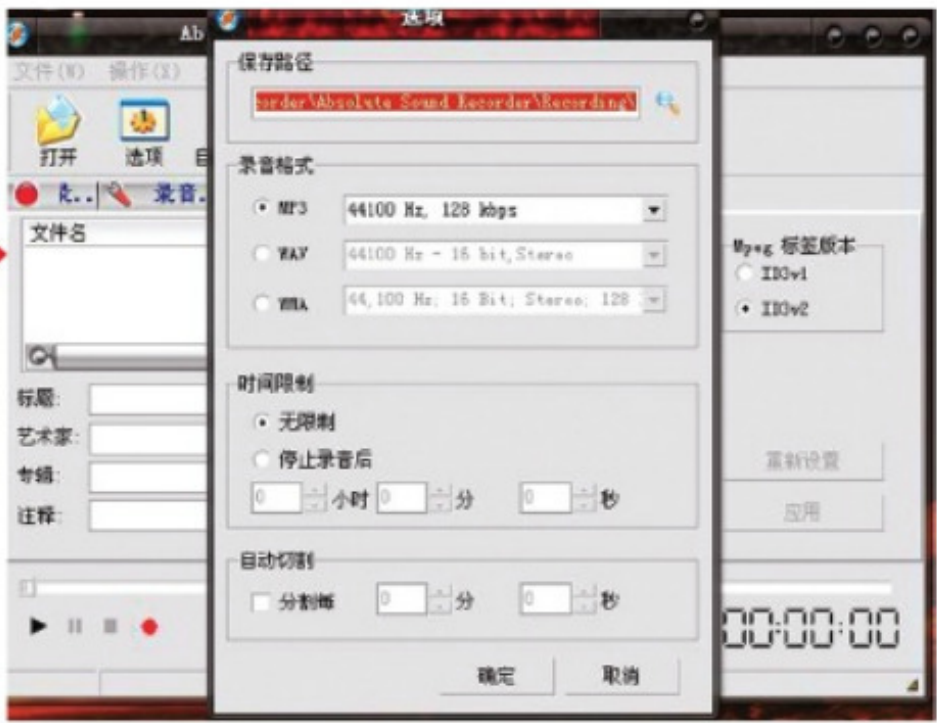 Ab
选项
文件(W) 操作(X)
保存路径
order\Absolute Sound Recorder\Recording\
打开 选项
录音格式
录音.
MP3 44100 Hz, 128 kbps
WAV 44100 Hz - 16 bit,Stereo
WMA 44,100 Hz; 16 Bit; Stereo; 128
文件名
Mpeg 标签版本
ID3v1
ID3v2
时间限制
无限制
停止录音后
0 小时 0 分 0 秒
标题:
艺术家:
专辑:
注释:
重新设置
应用
自动切割
分割每 0 分 0 秒
00:00:00
确定 取消